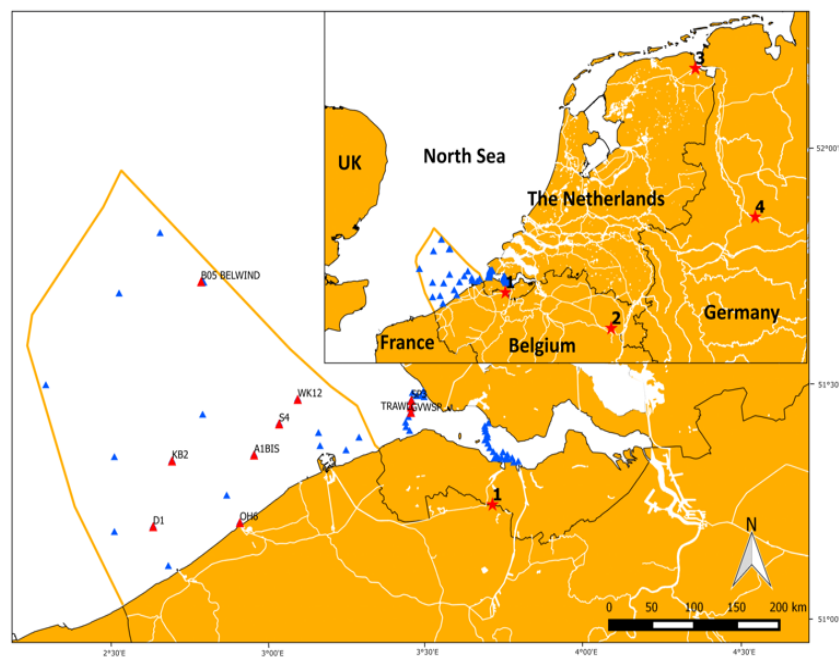 3
UK
North Sea
52°00'
The Netherlands
4
B05 BELWIND
1
Germany
2
France
Belgium
51°30'
WK12
TRAWL
GVWSP
S4
A1BIS
KB2
1
D1
OH6
N
0 50 100 150 200 km
51°00'
2°30'E 3°00'E 3°30'E 4°00'E 4°30'E